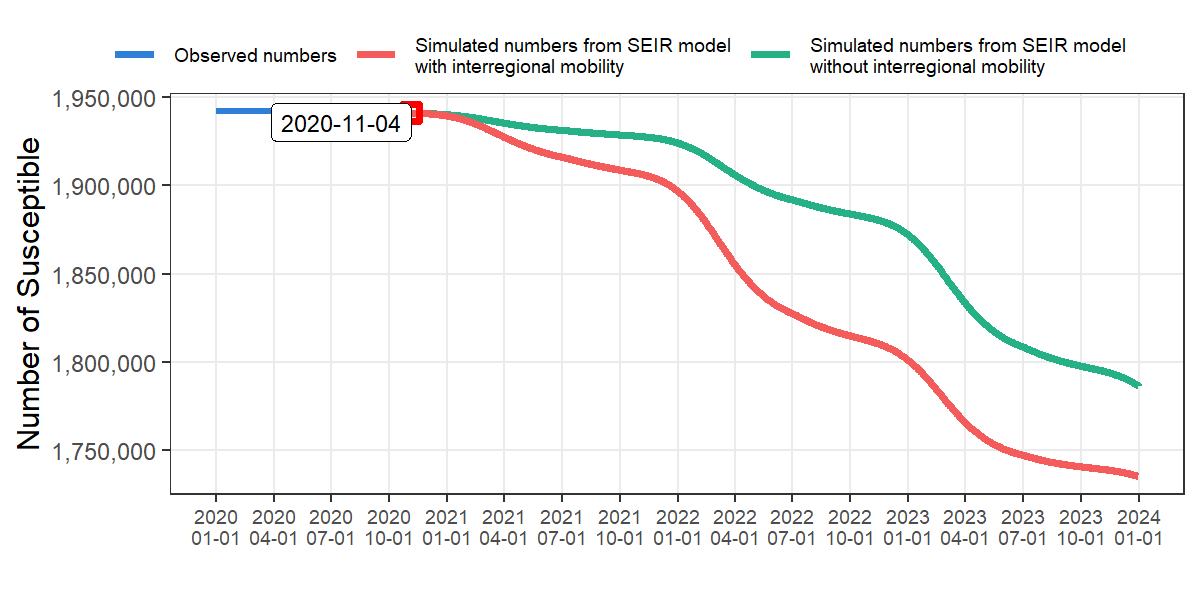 Observed numbers
Simulated numbers from SEIR model
with interregional mobility
Simulated numbers from SEIR model
without interregional mobility
Number of Susceptible
1,950,000
1,900,000
1,850,000
1,800,000
1,750,000
2020-11-04
2020 2020 2020 2020 2021 2021 2021 2021 2022 2022 2022 2022 2023 2023 2023 2023 2024
01-01 04-01 07-01 10-01 01-01 04-01 07-01 10-01 01-01 04-01 07-01 10-01 01-01 04-01 07-01 10-01 01-01